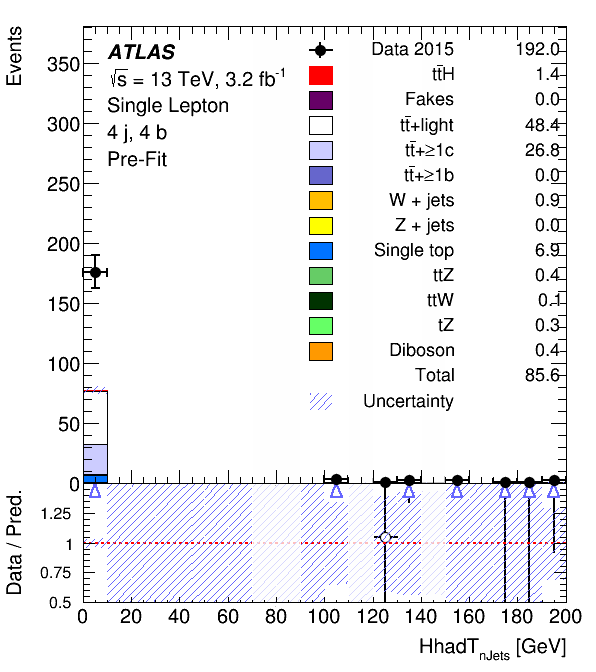 Events
350
300
250
200
150
100
50
0
ATLAS
√s = 13 TeV, 3.2 fb⁻¹
Single Lepton
4 j, 4 b
Pre-Fit
Data 2015 192.0
tt̄H 1.4
Fakes 0.0
tt̄+light 48.4
tt̄+≥1c 26.8
tt̄+≥1b 0.0
W + jets 0.9
Z + jets 0.0
Single top 6.9
ttZ 0.4
ttW 0.1
tZ 0.3
Diboson 0.4
Total 85.6
Uncertainty
Data / Pred.
1.25
1
0.75
0.5
0 20 40 60 80 100 120 140 160 180 200
HhadT_nJets [GeV]